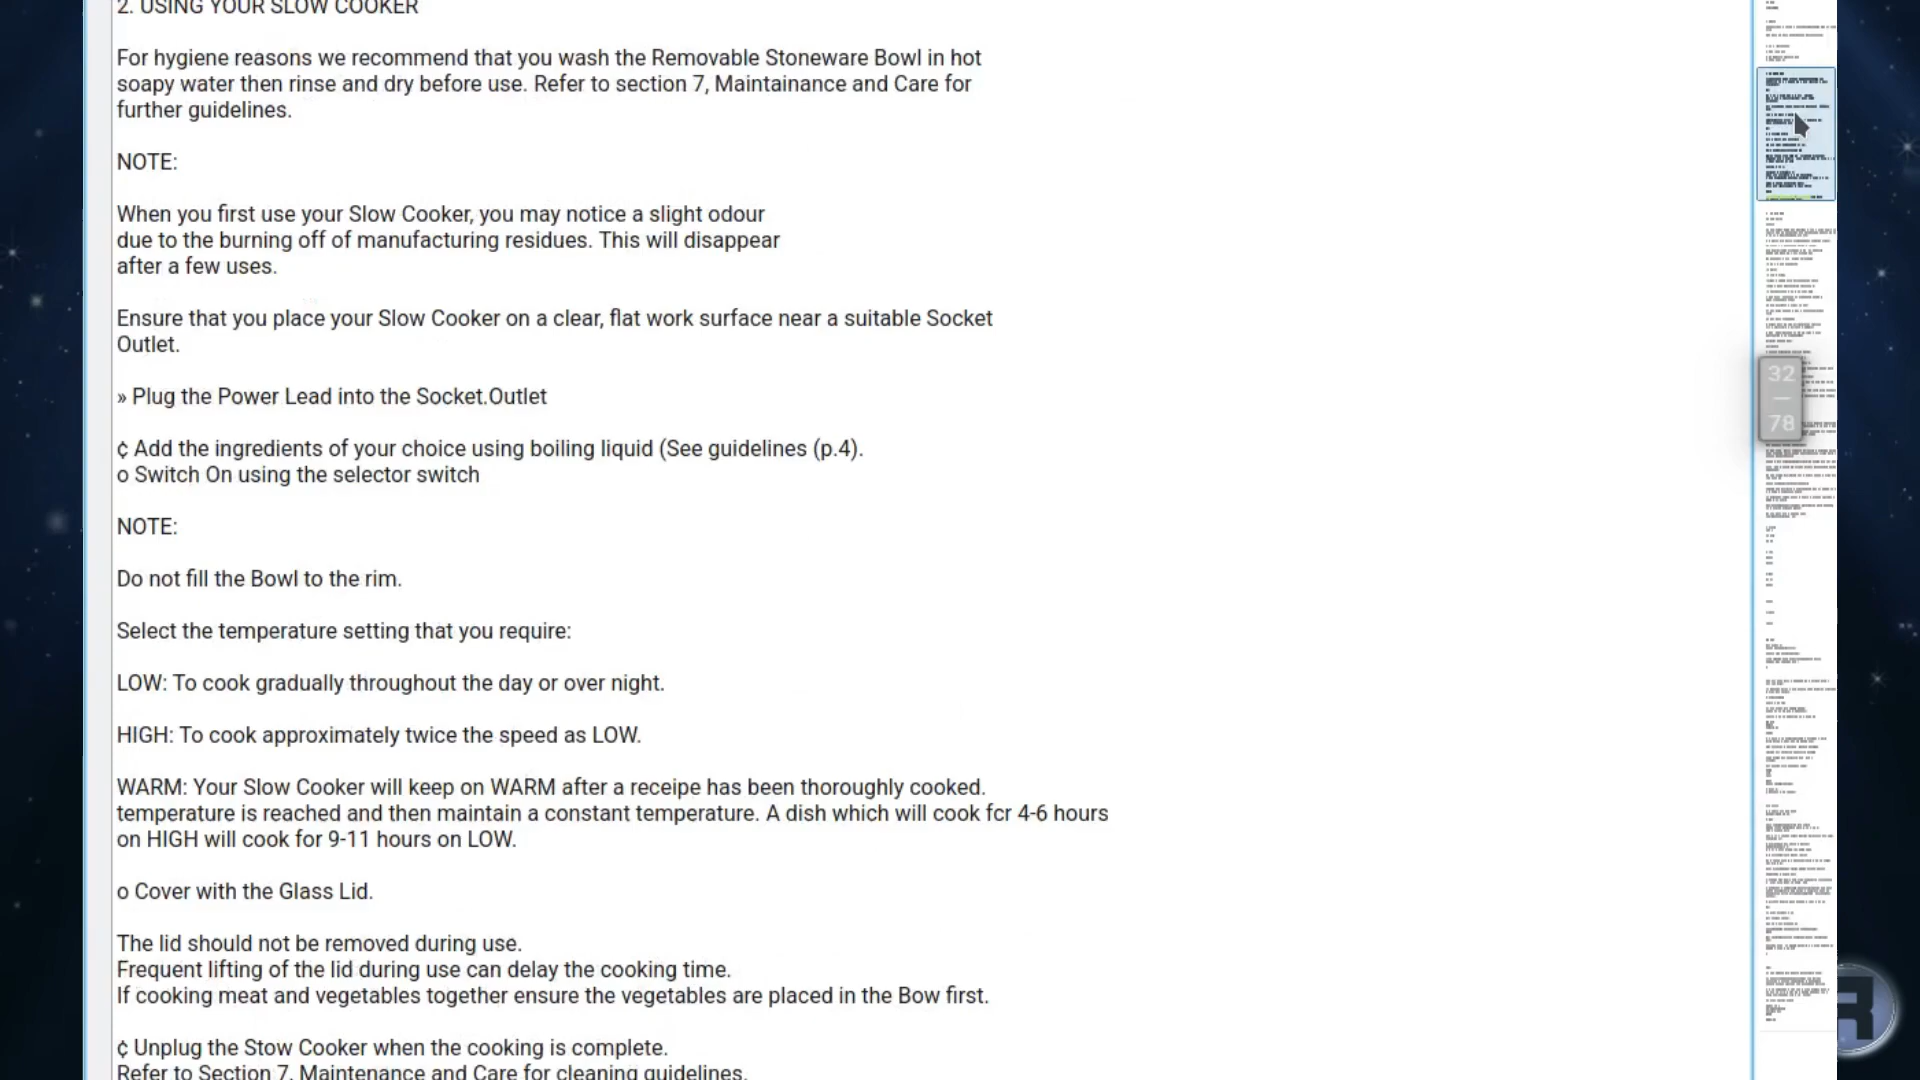 2. USING YOUR SLOW COOKER
For hygiene reasons we recommend that you wash the Removable Stoneware Bowl in hot
soapy water then rinse and dry before use. Refer to section 7, Maintainance and Care for
further guidelines.
NOTE:
When you first use your Slow Cooker, you may notice a slight odour
due to the burning off of manufacturing residues. This will disappear
after a few uses.
Ensure that you place your Slow Cooker on a clear, flat work surface near a suitable Socket
Outlet.
» Plug the Power Lead into the Socket.Outlet
¢ Add the ingredients of your choice using boiling liquid (See guidelines (p.4).
o Switch On using the selector switch
NOTE:
Do not fill the Bowl to the rim.
Select the temperature setting that you require:
LOW: To cook gradually throughout the day or over night.
HIGH: To cook approximately twice the speed as LOW.
WARM: Your Slow Cooker will keep on WARM after a receipe has been thoroughly cooked.
temperature is reached and then maintain a constant temperature. A dish which will cook fcr 4-6 hours
on HIGH will cook for 9-11 hours on LOW.
o Cover with the Glass Lid.
The lid should not be removed during use.
Frequent lifting of the lid during use can delay the cooking time.
If cooking meat and vegetables together ensure the vegetables are placed in the Bow first.
¢ Unplug the Stow Cooker when the cooking is complete.
Refer to Section 7, Maintenance and Care for cleaning guidelines.
32
—
78